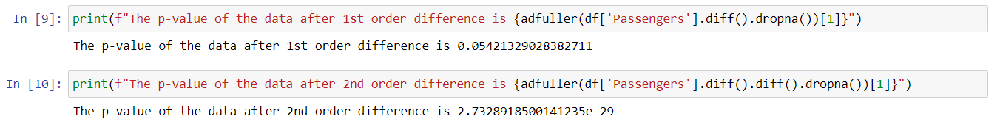 In [9]: print(f"The p-value of the data after 1st order difference is {adfuller(df['Passengers'].diff().dropna())[1]}")
The p-value of the data after 1st order difference is 0.05421329028382711
In [10]: print(f"The p-value of the data after 2nd order difference is {adfuller(df['Passengers'].diff().diff().dropna())[1]}")
The p-value of the data after 2nd order difference is 2.7328918500141235e-29